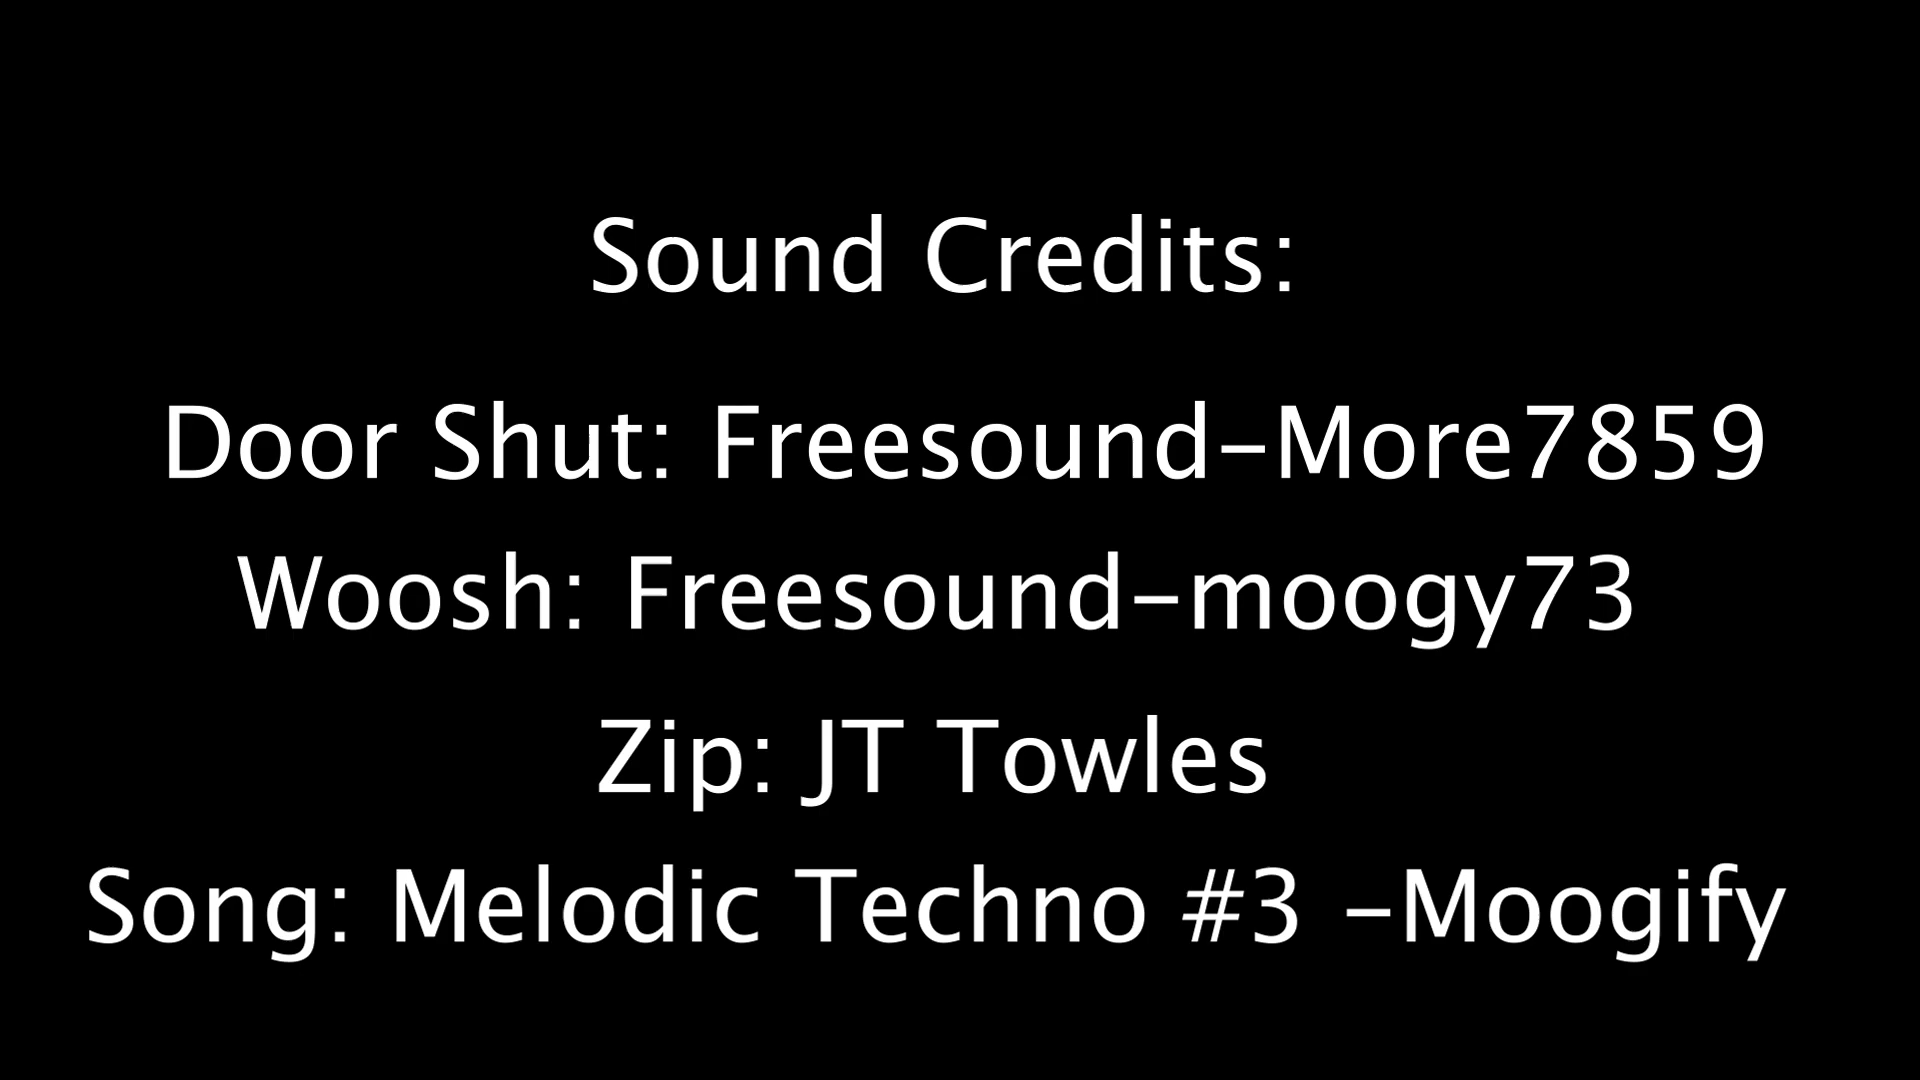 Sound Credits:
Door Shut: Freesound-More7859
Woosh: Freesound-moogy73
Zip: JT Towles
Song: Melodic Techno #3 -Moogify